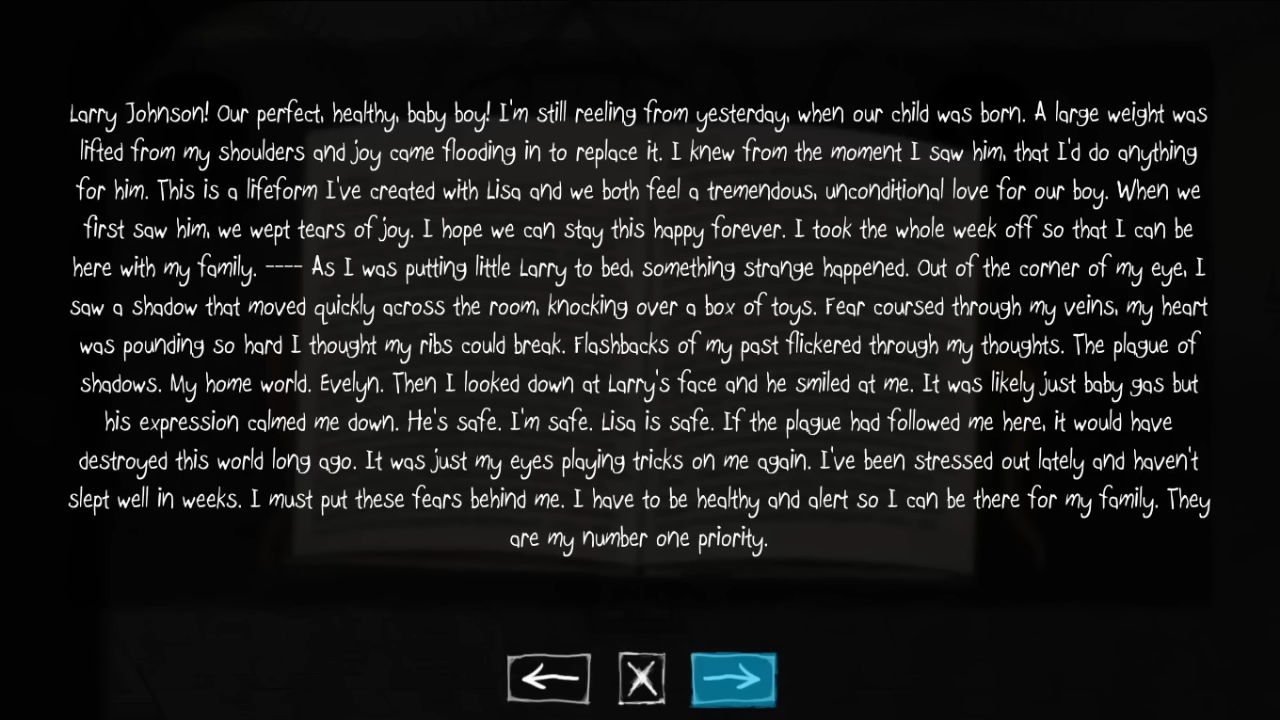 Larry Johnson! Our perfect, healthy, baby boy! I'm still reeling from yesterday, when our child was born. A large weight was
lifted from my shoulders and joy came flooding in to replace it. I knew from the moment I saw him, that I'd do anything
for him. This is a lifeform I've created with Lisa and we both feel a tremendous, unconditional love for our boy. When we
first saw him, we wept tears of joy. I hope we can stay this happy forever. I took the whole week off so that I can be
here with my family. ---- As I was putting little Larry to bed, something strange happened. Out of the corner of my eye, I
saw a shadow that moved quickly across the room, knocking over a box of toys. Fear coursed through my veins, my heart
was pounding so hard I thought my ribs could break. Flashbacks of my past flickered through my thoughts. The plague of
shadows. My home world. Evelyn. Then I looked down at Larry's face and he smiled at me. It was likely just baby gas but
his expression calmed me down. He's safe. I'm safe. Lisa is safe. If the plague had followed me here, it would have
destroyed this world long ago. It was just my eyes playing tricks on me again. I've been stressed out lately and haven't
slept well in weeks. I must put these fears behind me. I have to be healthy and alert so I can be there for my family. They
are my number one priority.